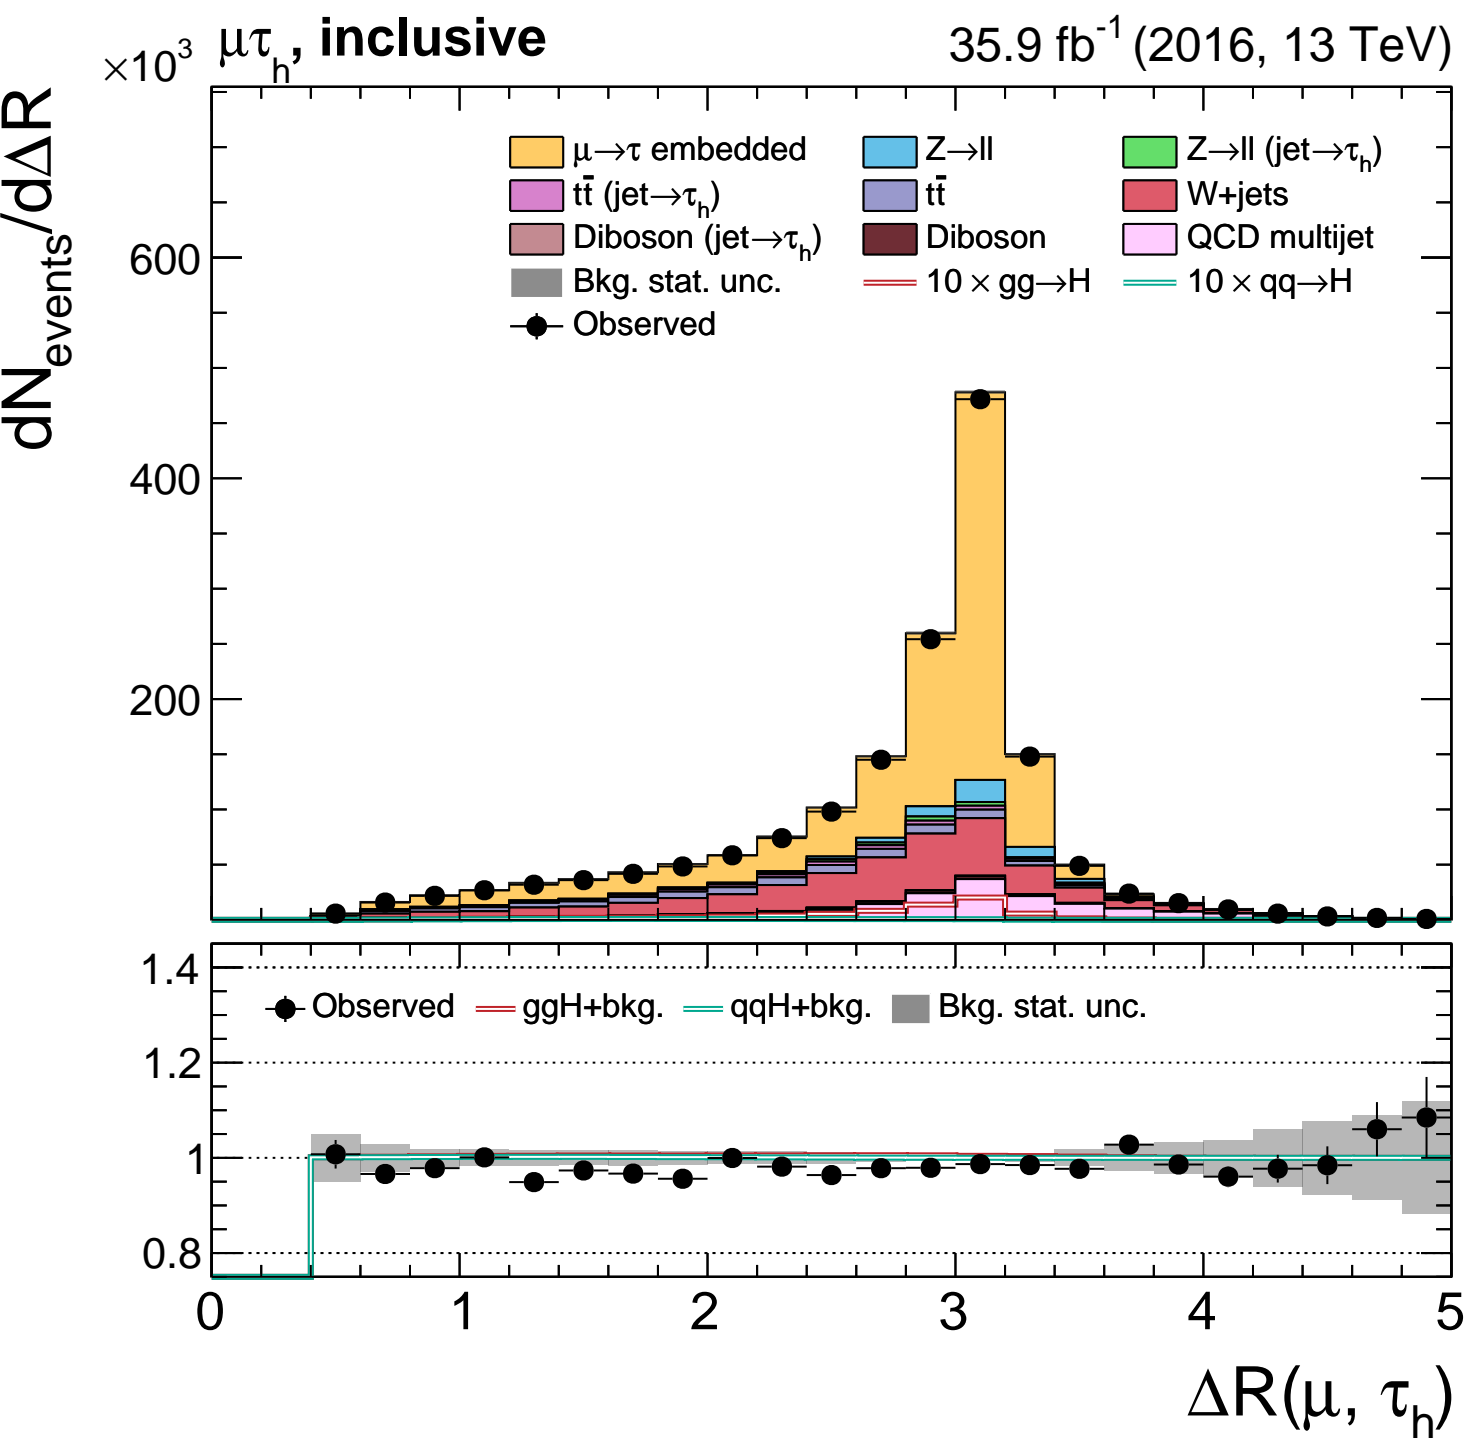 ×10³ μτₕ, inclusive 35.9 fb⁻¹ (2016, 13 TeV)
dN_events/dΔR
μ→τ embedded Z→ll Z→ll (jet→τₕ)
tt̄ (jet→τₕ) tt̄ W+jets
Diboson (jet→τₕ) Diboson QCD multijet
Bkg. stat. unc. 10 × gg→H 10 × qq→H
Observed
600
400
200
1.4
Observed ggH+bkg. qqH+bkg. Bkg. stat. unc.
1.2
1
0.8
0 1 2 3 4 5
ΔR(μ, τₕ)